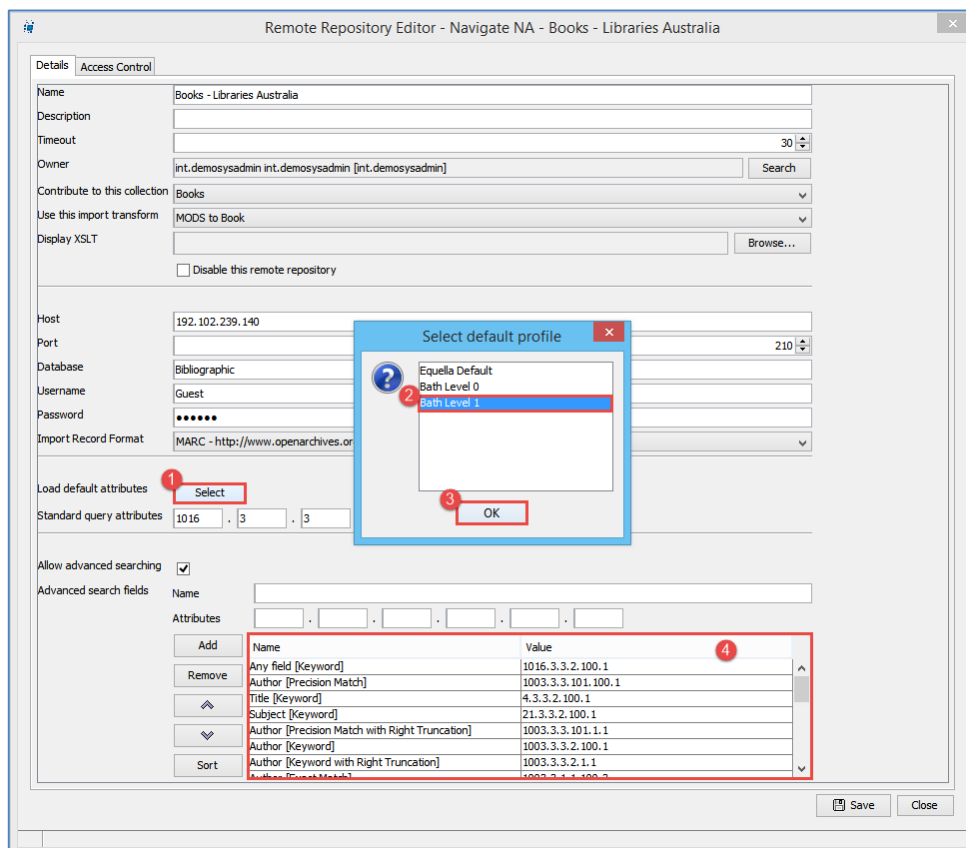 Remote Repository Editor - Navigate NA - Books - Libraries Australia
Details
Access Control
Name
Books - Libraries Australia
Description
Timeout
30
Owner
int.demosysadmin int.demosysadmin [int.demosysadmin]
Search
Contribute to this collection
Books
Use this import transform
MODS to Book
Display XSLT
Browse...
Disable this remote repository
Host
192.102.239.140
Port
210
Database
Bibliographic
Username
Guest
Password
••••••
Import Record Format
MARC - http://www.openarchives.or
Select default profile
Equella Default
Bath Level 0
2
Bath Level 1
3
OK
1
Load default attributes
Select
Standard query attributes
1016 . 3 . 3
Allow advanced searching
Advanced search fields
Name
Attributes
. . . . .
Add
Remove
Sort
Name Value
4
Any field [Keyword] 1016.3.3.2.100.1
Author [Precision Match] 1003.3.3.101.100.1
Title [Keyword] 4.3.3.2.100.1
Subject [Keyword] 21.3.3.2.100.1
Author [Precision Match with Right Truncation] 1003.3.3.101.1.1
Author [Keyword] 1003.3.3.2.100.1
Author [Keyword with Right Truncation] 1003.3.3.2.1.1
Author [Exact Match] 1003.3.1.1.100.3
Save
Close